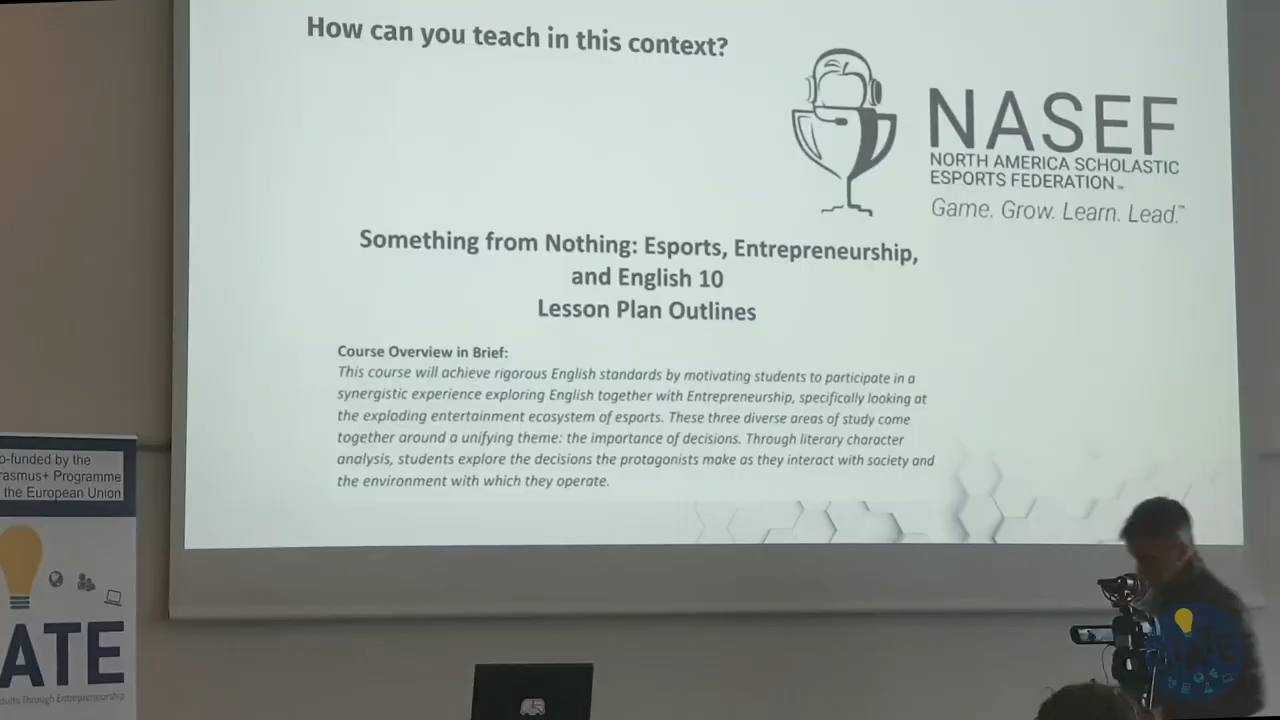 How can you teach in this context?
NASEF
NORTH AMERICA SCHOLASTIC
ESPORTS FEDERATION™
Game. Grow. Learn. Lead.™
Something from Nothing: Esports, Entrepreneurship,
and English 10
Lesson Plan Outlines
Course Overview in Brief:
This course will achieve rigorous English standards by motivating students to participate in a
synergistic experience exploring English together with Entrepreneurship, specifically looking at
the exploding entertainment ecosystem of esports. These three diverse areas of study come
together around a unifying theme: the importance of decisions. Through literary character
analysis, students explore the decisions the protagonists make as they interact with society and
the environment with which they operate.
o-funded by the
rasmus+ Programme
the European Union
ATE
dults Through Entrepreneurship